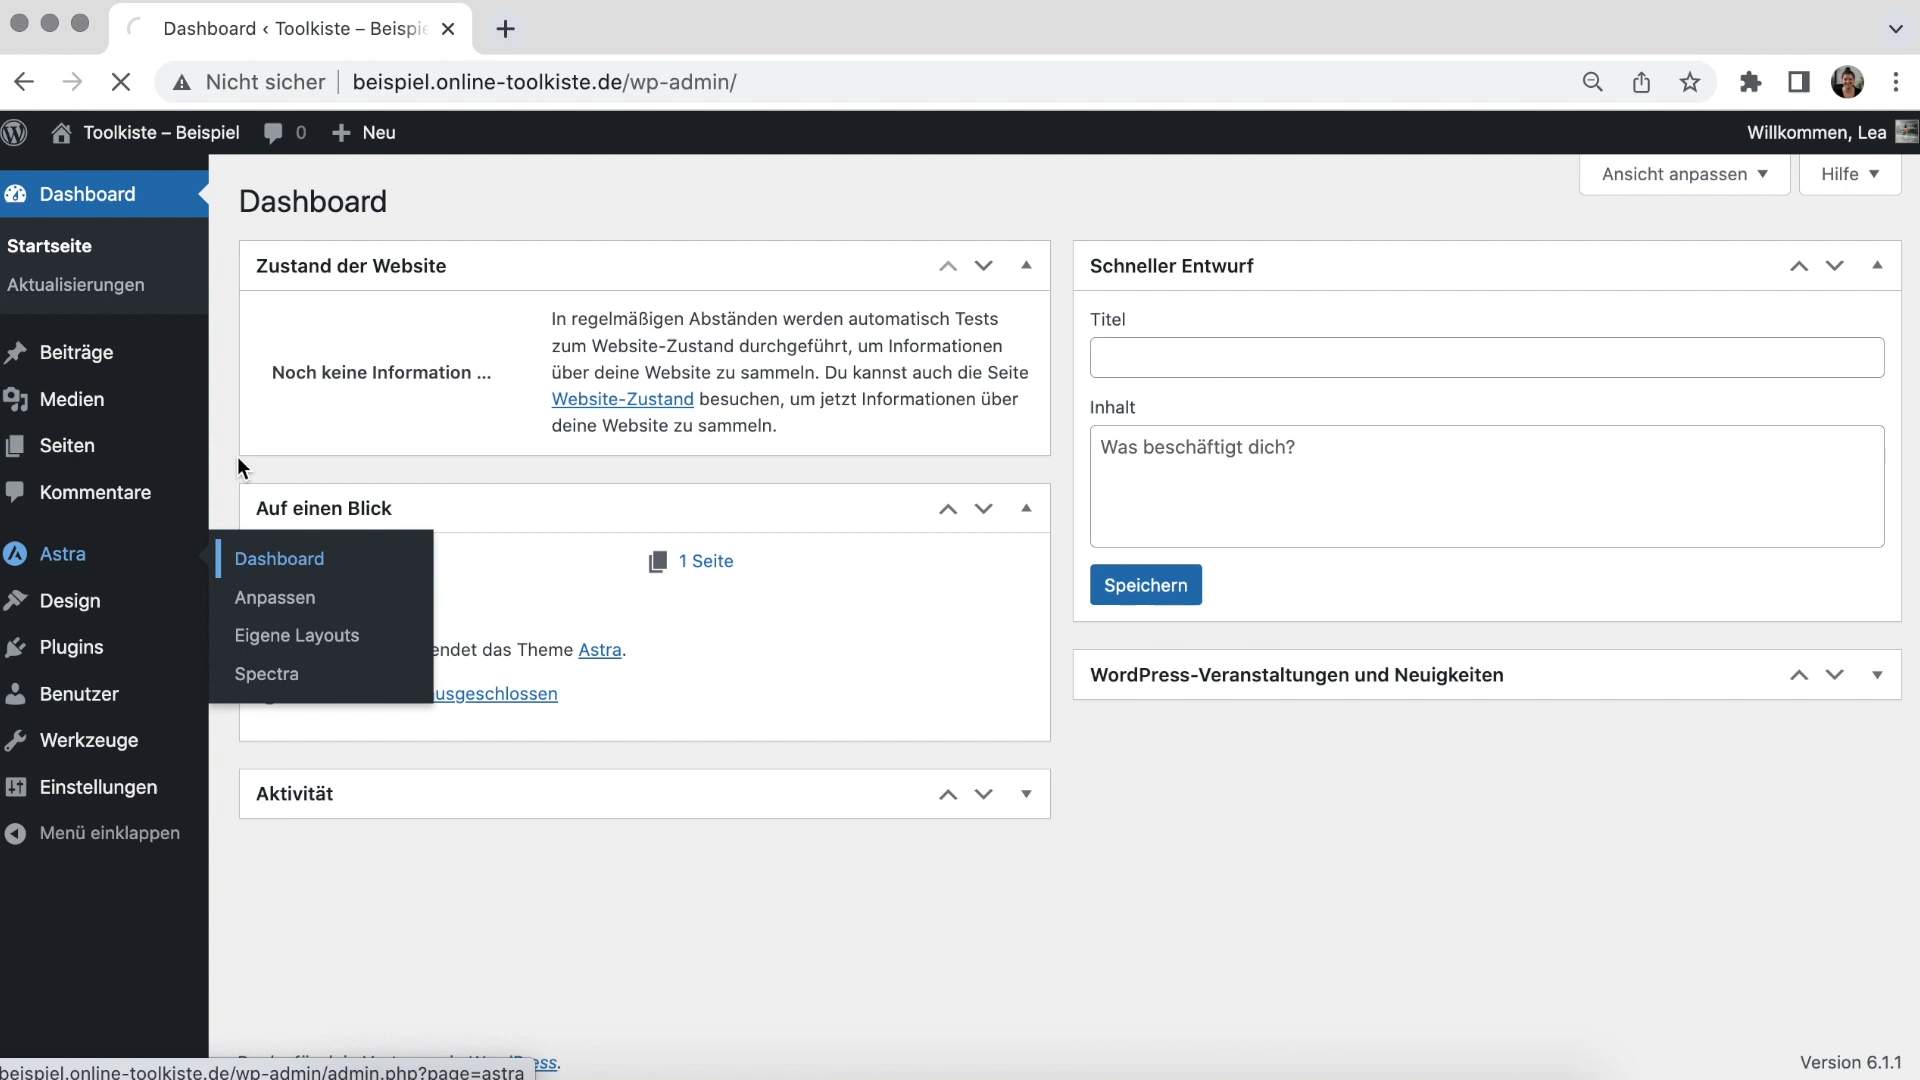 Dashboard ‹ Toolkiste – Beispie
Nicht sicher beispiel.online-toolkiste.de/wp-admin/
Toolkiste – Beispiel 0 Neu Willkommen, Lea
Ansicht anpassen Hilfe
Dashboard
Startseite
Aktualisierungen
Beiträge
Medien
Seiten
Kommentare
Astra
Design
Plugins
Benutzer
Werkzeuge
Einstellungen
Menü einklappen
Dashboard
Anpassen
Eigene Layouts
Spectra
Dashboard
Zustand der Website
Noch keine Information ...
In regelmäßigen Abständen werden automatisch Tests
zum Website-Zustand durchgeführt, um Informationen
über deine Website zu sammeln. Du kannst auch die Seite
Website-Zustand besuchen, um jetzt Informationen über
deine Website zu sammeln.
Auf einen Blick
1 Seite
endet das Theme Astra.
usgeschlossen
Aktivität
Schneller Entwurf
Titel
Inhalt
Was beschäftigt dich?
Speichern
WordPress-Veranstaltungen und Neuigkeiten
Version 6.1.1
beispiel.online-toolkiste.de/wp-admin/admin.php?page=astra